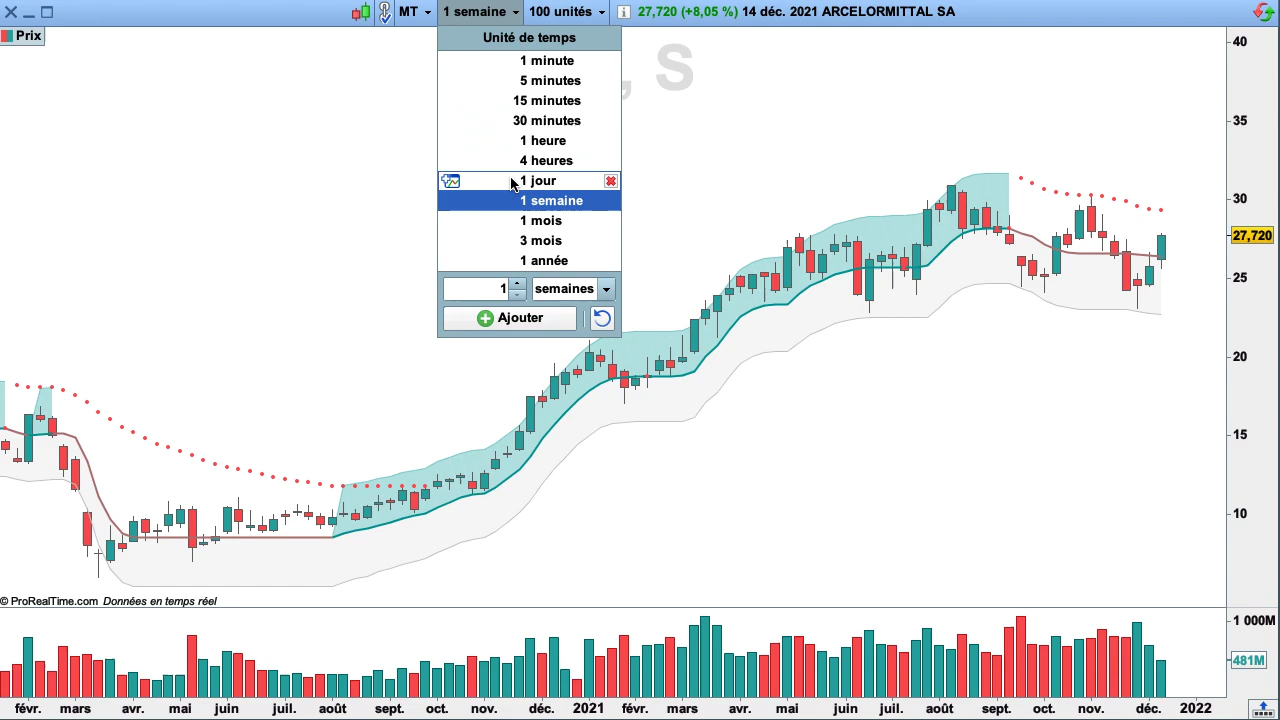 MT 1 semaine 100 unités 27,720 (+8,05 %) 14 déc. 2021 ARCELORMITTAL SA
Prix
Unité de temps
1 minute
5 minutes
15 minutes
30 minutes
1 heure
4 heures
1 jour
1 semaine
1 mois
3 mois
1 année
1 semaines
Ajouter
, S
40
35
30
27,720
25
20
15
10
© ProRealTime.com Données en temps réel
1 000M
481M
févr. mars avr. mai juin juil. août sept. oct. nov. déc. 2021 févr. mars avr. mai juin juil. août sept. oct. nov. déc. 2022